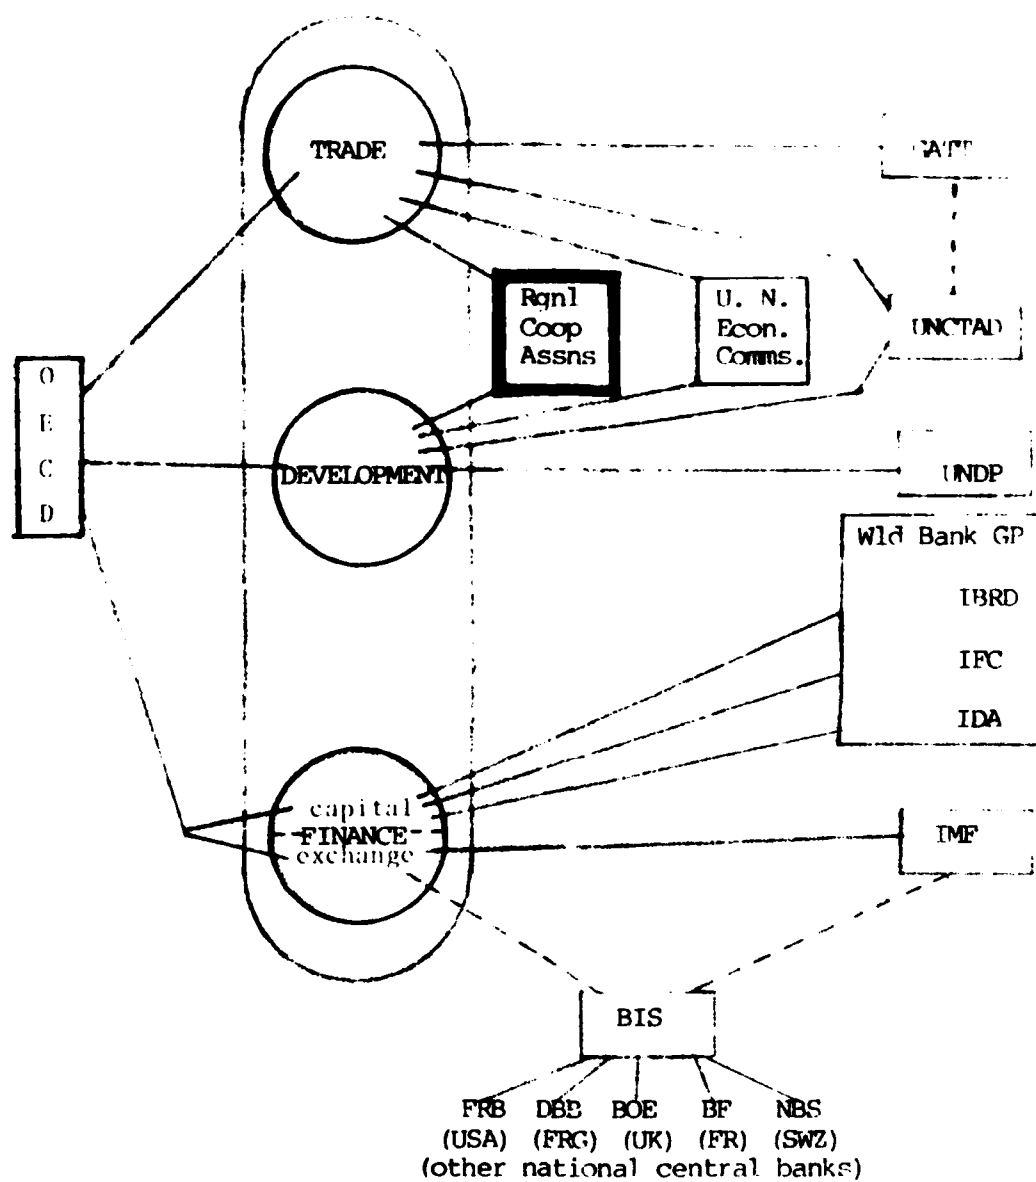 TRADE
GATT
Rgnl
Coop
Assns
U. N.
Econ.
Comms.
UNCTAD
O
E
C
D
DEVELOPMENT
UNDP
Wld Bank GP
IBRD
IFC
IDA
capital
FINANCE
exchange
IMF
BIS
FRB DBB BOE BF NBS
(USA) (FRG) (UK) (FR) (SWZ)
(other national central banks)